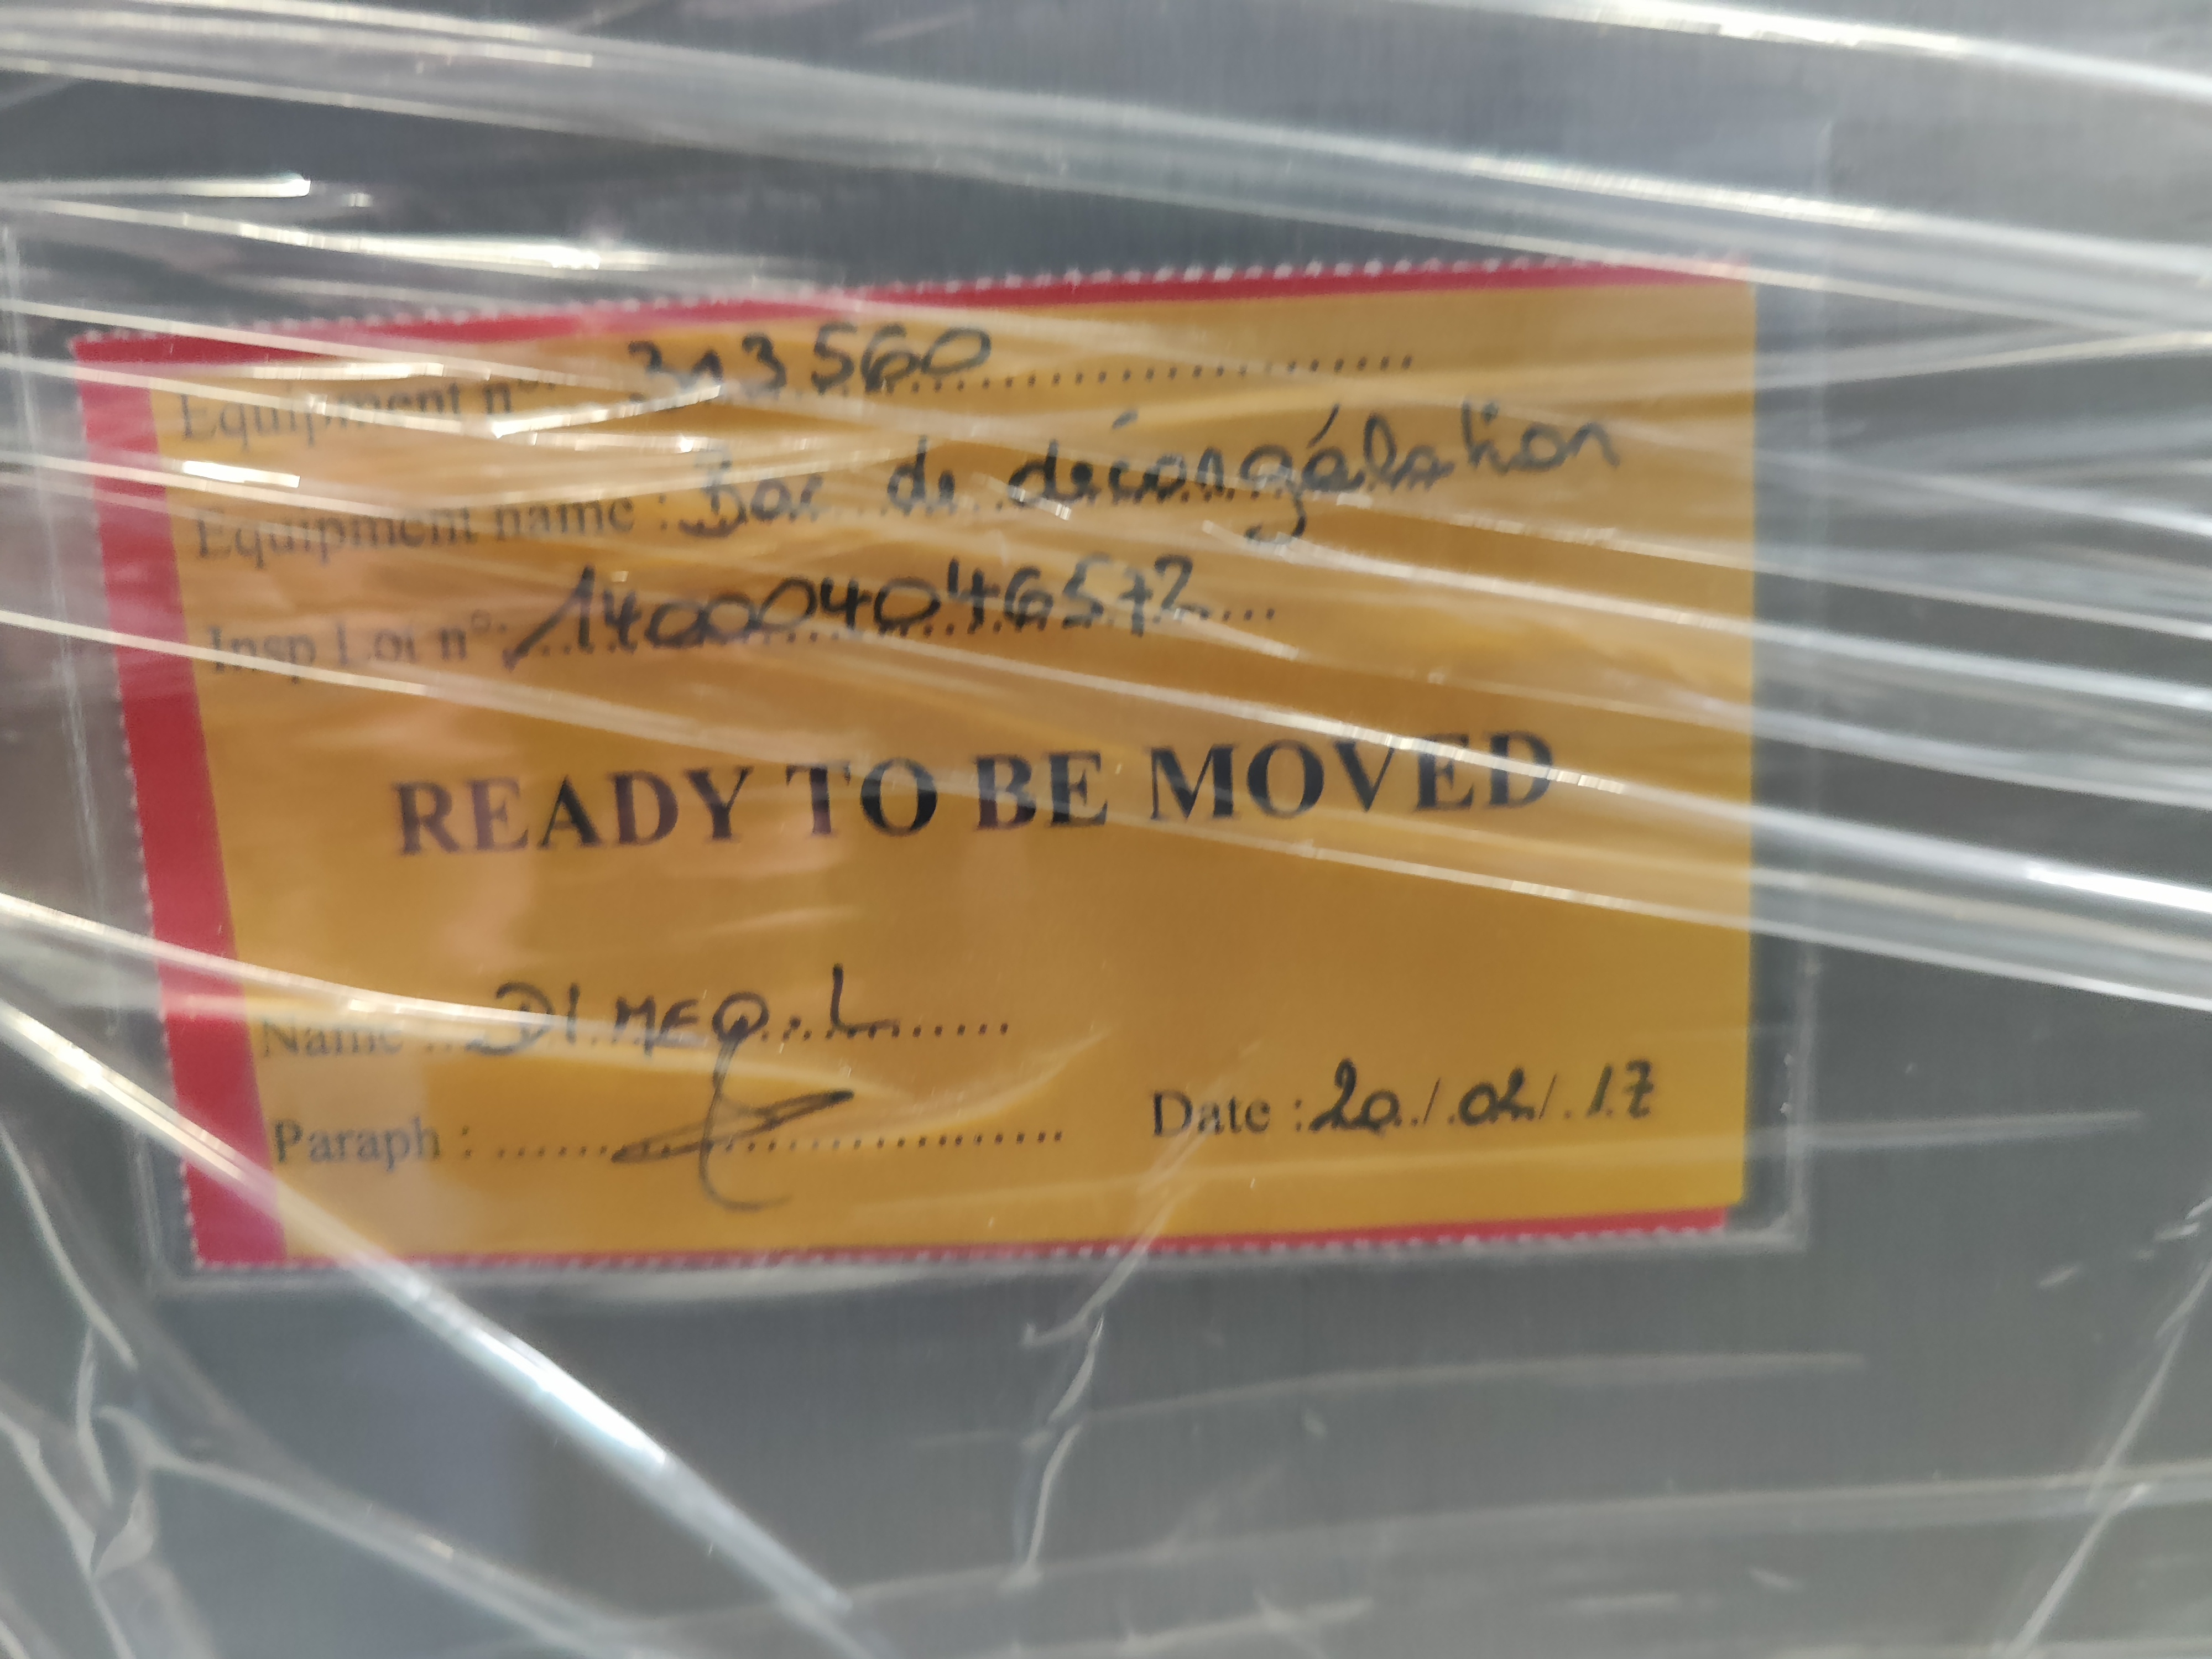 Equipment n°: 313560
Equipment name : Bac de décongélation
Insp Lot n°: 140004046572
READY TO BE MOVED
Name : DI MEO. L
Paraph :
Date : 20/02/17